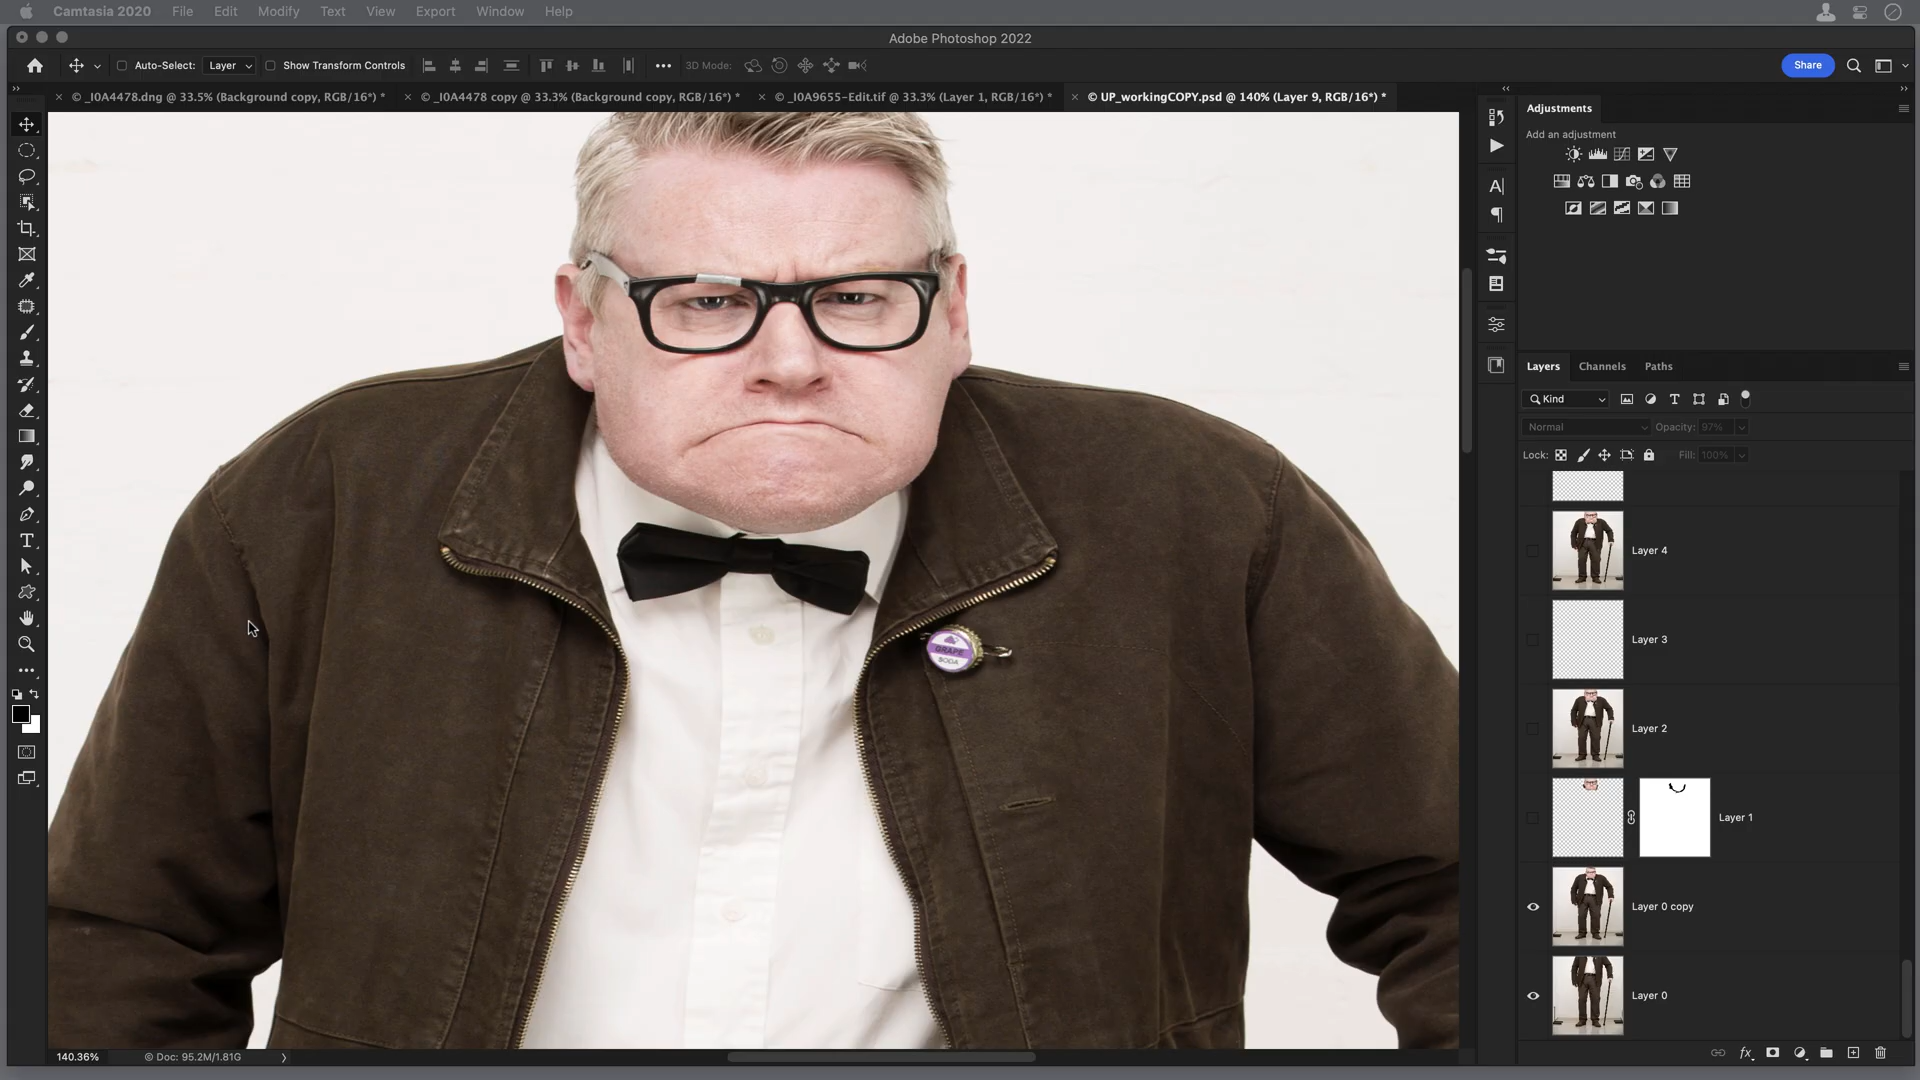 Camtasia 2020 File Edit Modify Text View Export Window Help
Adobe Photoshop 2022
Auto-Select: Layer Show Transform Controls 3D Mode: Share
© _I0A4478.dng @ 33.5% (Background copy, RGB/16*) * © _I0A4478 copy @ 33.3% (Background copy, RGB/16*) * © _I0A9655-Edit.tif @ 33.3% (Layer 1, RGB/16*) * © UP_workingCOPY.psd @ 140% (Layer 9, RGB/16*) *
Adjustments
Add an adjustment
Layers Channels Paths
Kind
Normal Opacity: 97%
Lock: Fill: 100%
Layer 4
Layer 3
Layer 2
Layer 1
Layer 0 copy
Layer 0
GRAPE
SODA
140.36% © Doc: 95.2M/1.81G
fx